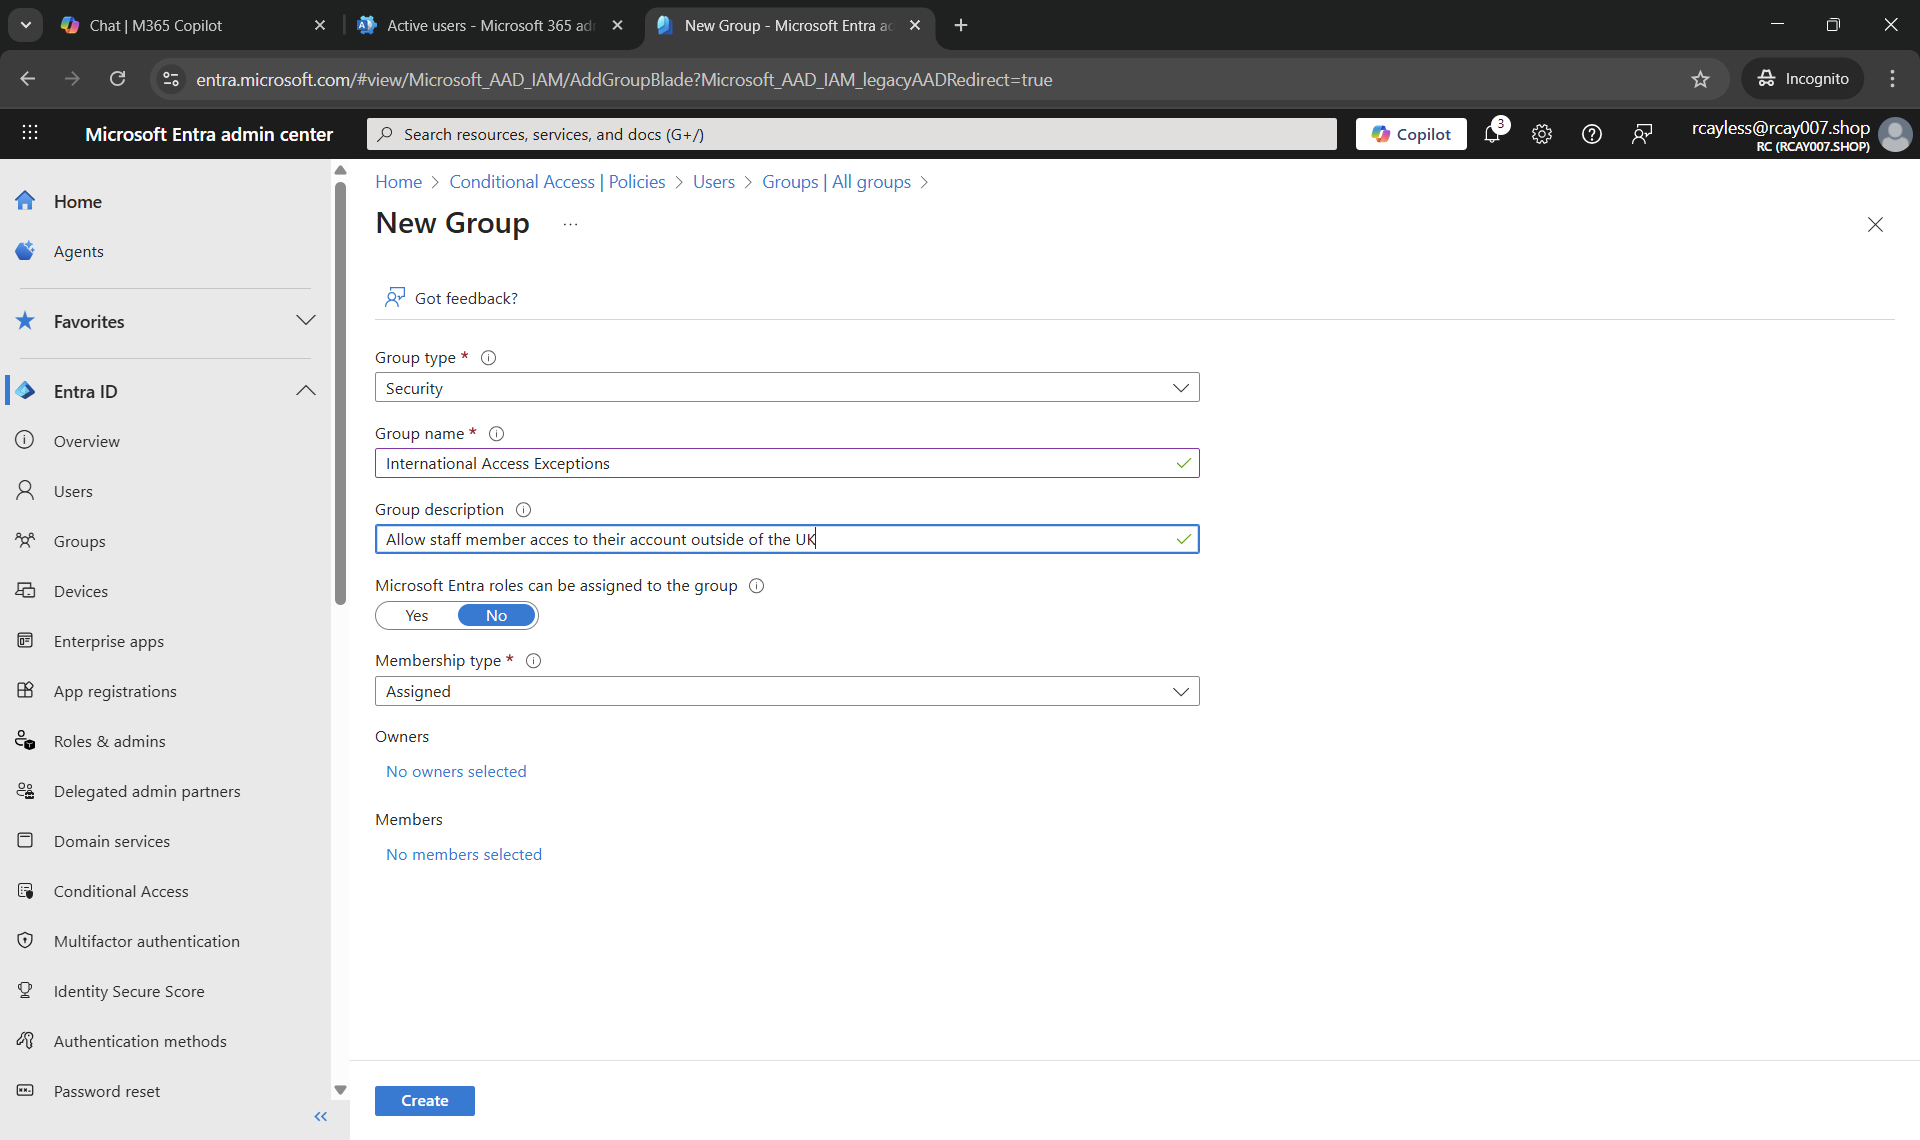 Chat | M365 Copilot
Active users - Microsoft 365 ad
New Group - Microsoft Entra ad
entra.microsoft.com/#view/Microsoft_AAD_IAM/AddGroupBlade?Microsoft_AAD_IAM_legacyAADRedirect=true
Incognito
Microsoft Entra admin center
Search resources, services, and docs (G+/)
Copilot
3
rcayless@rcay007.shop
RC (RCAY007.SHOP)
Home
Agents
Favorites
Entra ID
Overview
Users
Groups
Devices
Enterprise apps
App registrations
Roles & admins
Delegated admin partners
Domain services
Conditional Access
Multifactor authentication
Identity Secure Score
Authentication methods
Password reset
Home > Conditional Access | Policies > Users > Groups | All groups >
New Group ...
Got feedback?
Group type *
Security
Group name *
International Access Exceptions
Group description
Allow staff member acces to their account outside of the UK
Microsoft Entra roles can be assigned to the group
Yes No
Membership type *
Assigned
Owners
No owners selected
Members
No members selected
Create